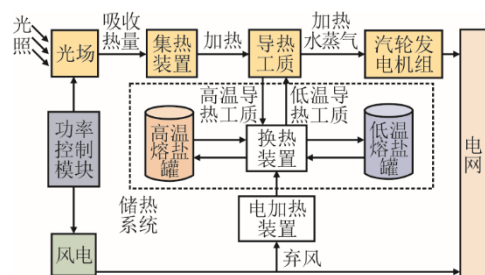 光
照
光场
吸收
热量
集热
装置
加热
导热
工质
加热
水蒸气
汽轮发
电机组
高温导
热工质
低温导
热工质
功率
控制
模块
高温
熔盐
罐
换热
装置
低温
熔盐
罐
电
网
储热
系统
电加热
装置
风电
弃风